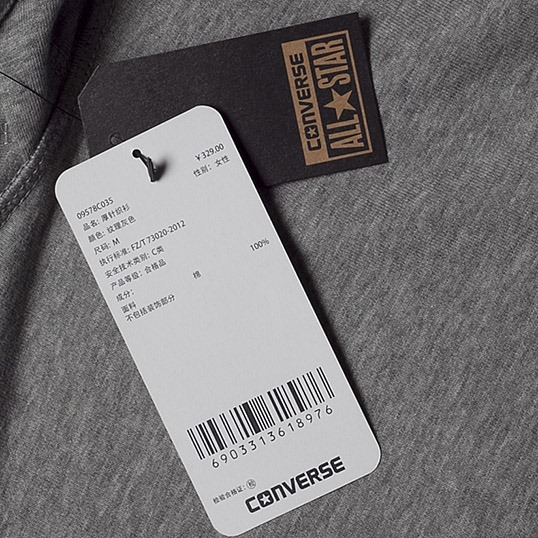 CONVERSE
ALL★STAR
¥329.00
09578C035
性别: 女性
品名: 厚针织衫
颜色: 纹理灰色
尺码: M
执行标准: FZ/T 73020-2012
安全技术类别: C类
产品等级: 合格品
成分:
面料 棉 100%
不包括装饰部分
6903313618976
检验合格证: 检
CONVERSE